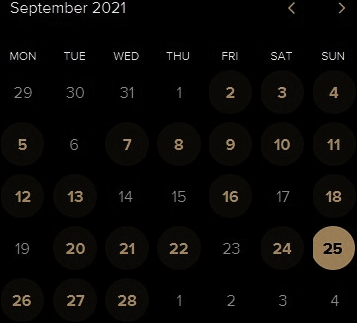 September 2021
MON TUE WED THU FRI SAT SUN
29 30 31 1 2 3 4
5 6 7 8 9 10 11
12 13 14 15 16 17 18
19 20 21 22 23 24 25
26 27 28 1 2 3 4